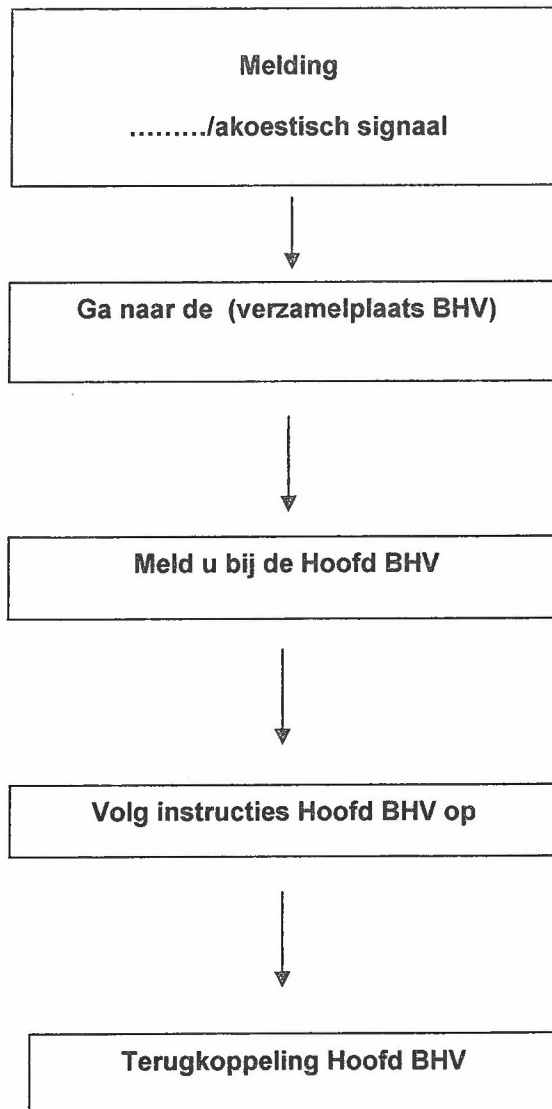 Melding
........./akoestisch signaal
Ga naar de (verzamelplaats BHV)
Meld u bij de Hoofd BHV
Volg instructies Hoofd BHV op
Terugkoppeling Hoofd BHV